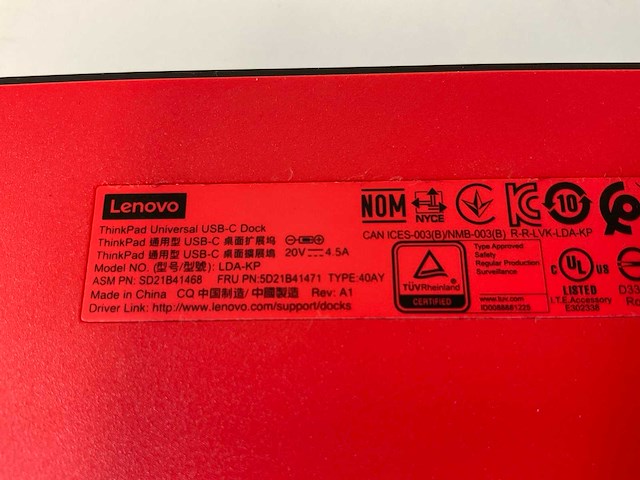 Lenovo
ThinkPad Universal USB-C Dock
ThinkPad 通用型 USB-C 桌面扩展坞
ThinkPad 通用型 USB-C 桌面擴展塢 20V 4.5A
Model NO. (型号/型號): LDA-KP
ASM PN: SD21B41468 FRU PN:5D21B41471 TYPE:40AY
Made in China CQ 中国制造/ 中國製造 Rev: A1
Driver Link: http://www.lenovo.com/support/docks
NOM NYCE 10
CAN ICES-003(B)/NMB-003(B) R-R-LVK-LDA-KP
TÜVRheinland
CERTIFIED
Type Approved
Safety
Regular Production
Surveillance
www.tuv.com
C UL US
LISTED
I.T.E.Accessory
E302338
D33